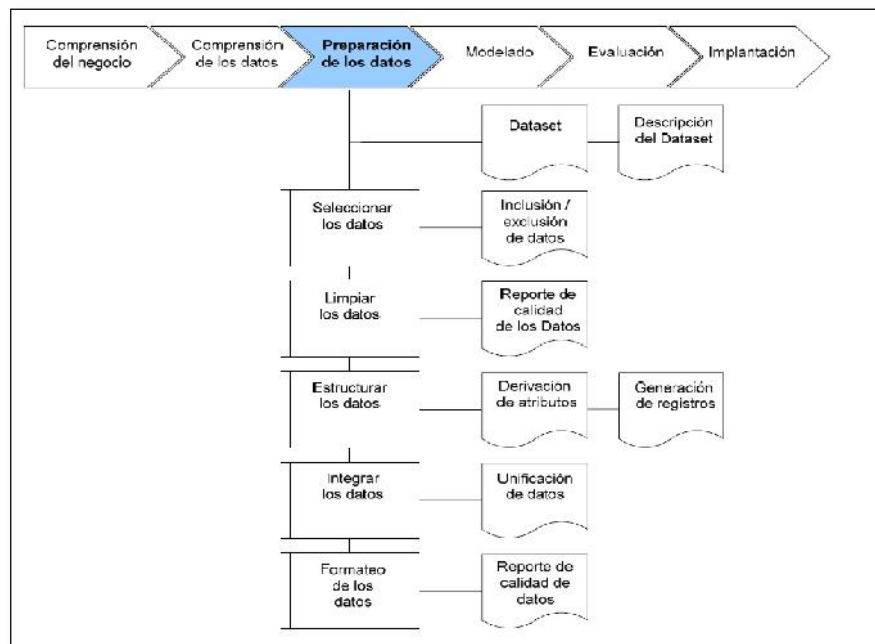 Comprensión
del negocio
Comprensión
de los datos
Preparación
de los datos
Modelado
Evaluación
Implantación
Dataset
Descripción
del Dataset
Seleccionar
los datos
Inclusión /
exclusión
de datos
Limpiar
los datos
Reporte de
calidad
de los Datos
Estructurar
los datos
Derivación
de atributos
Generación
de registros
Integrar
los datos
Unificación
de datos
Formateo
de los
datos
Reporte de
calidad de
datos